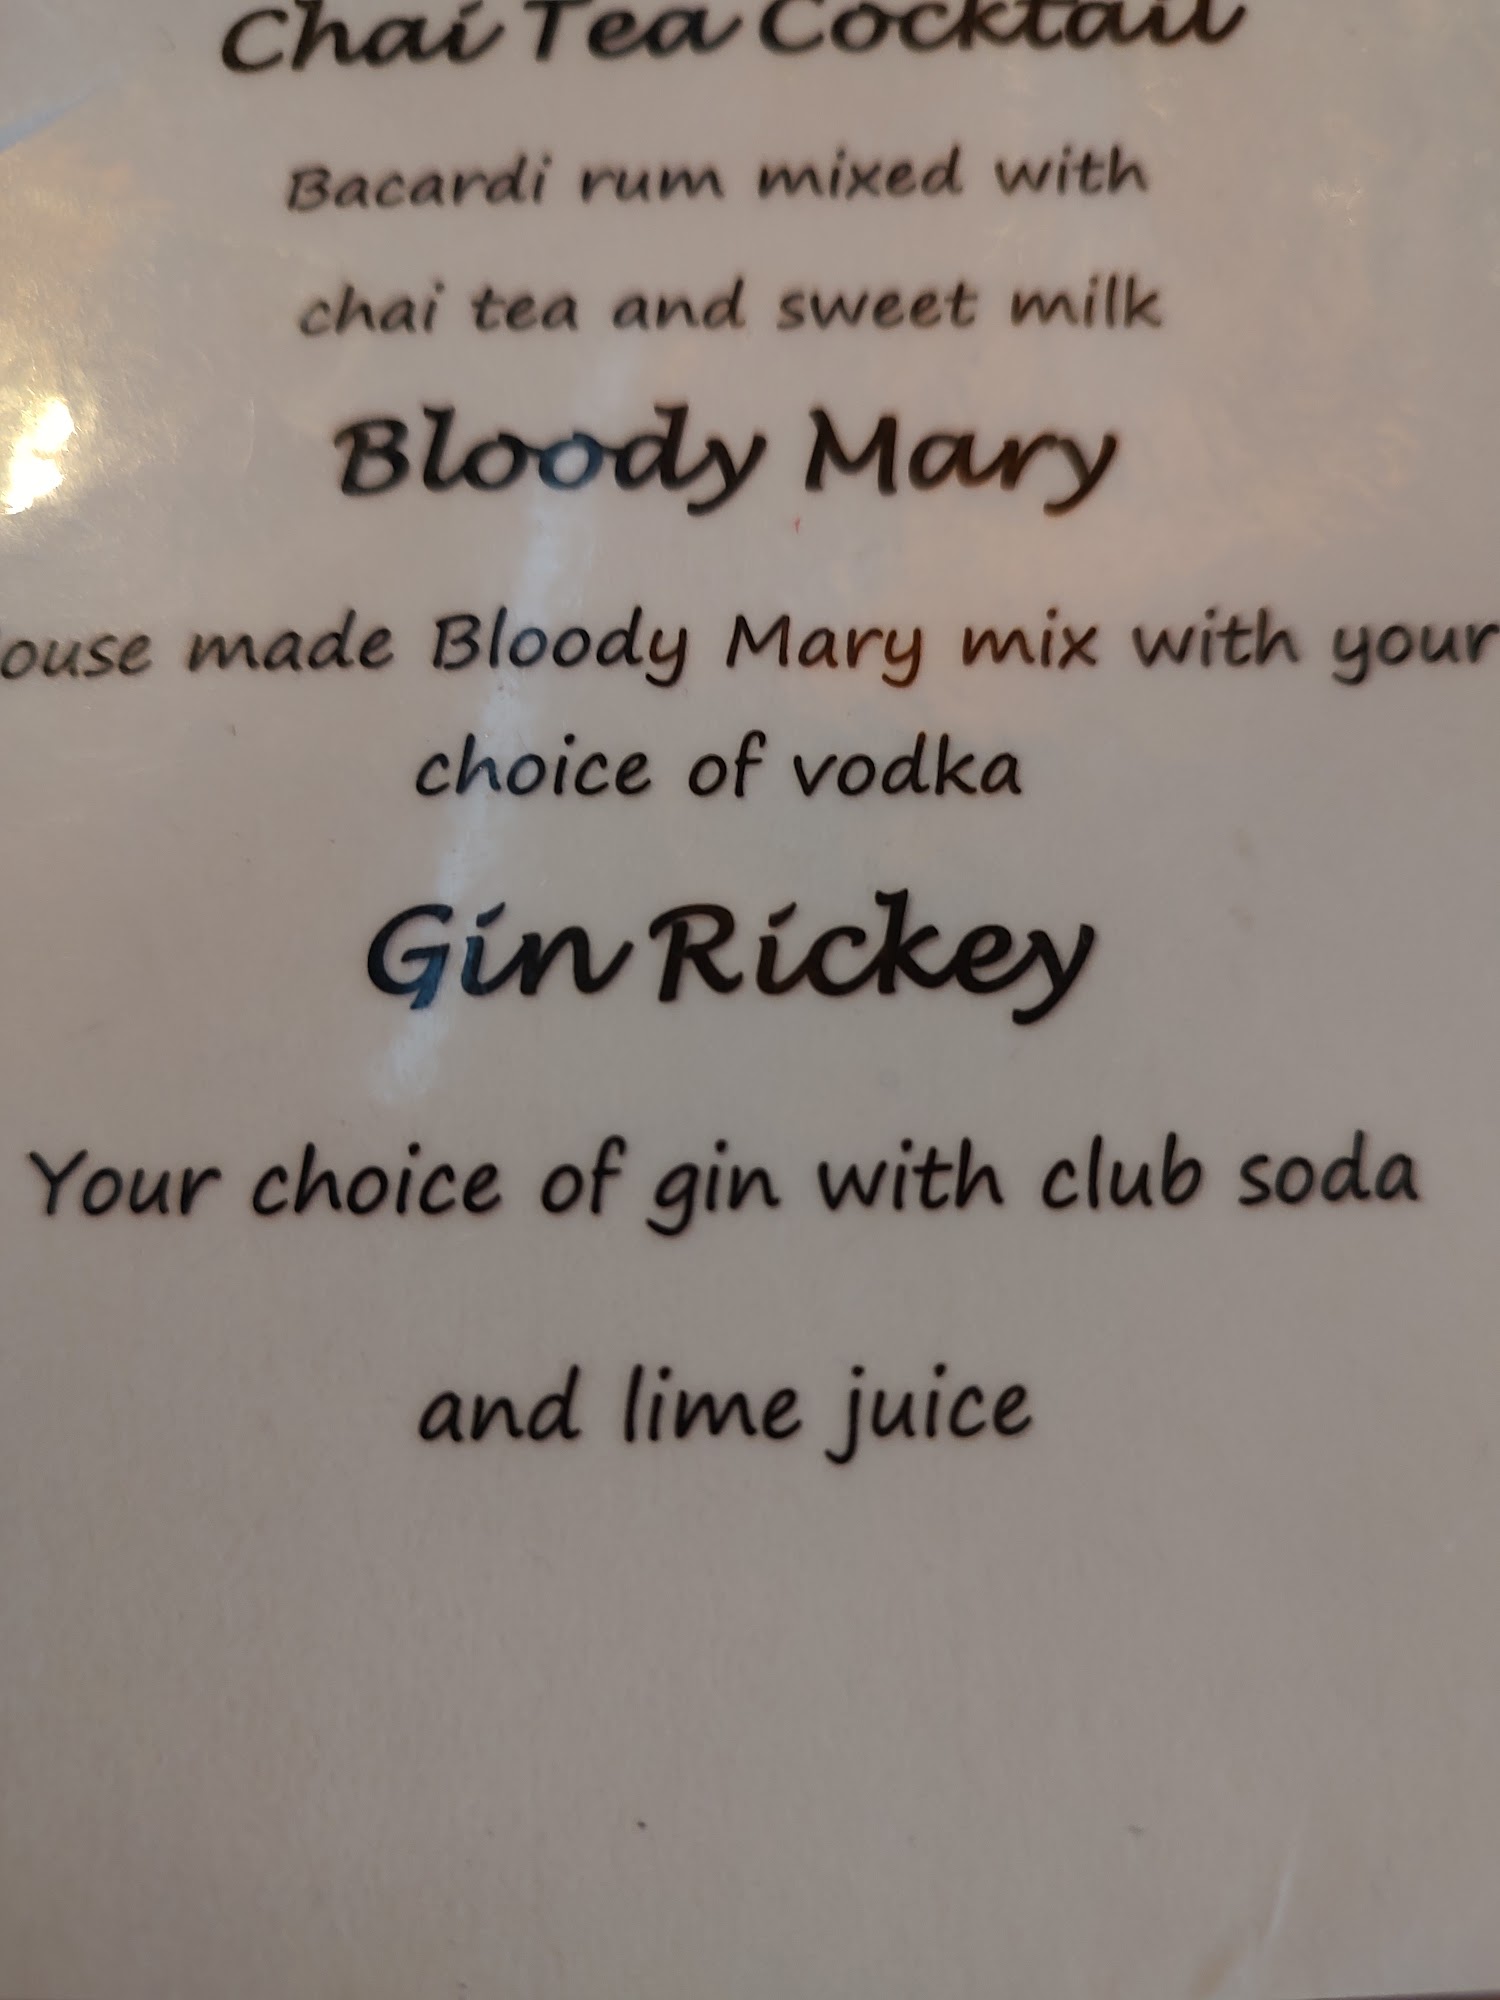 Chai Tea Cocktail
Bacardi rum mixed with
chai tea and sweet milk
Bloody Mary
ouse made Bloody Mary mix with your
choice of vodka
Gin Rickey
Your choice of gin with club soda
and lime juice